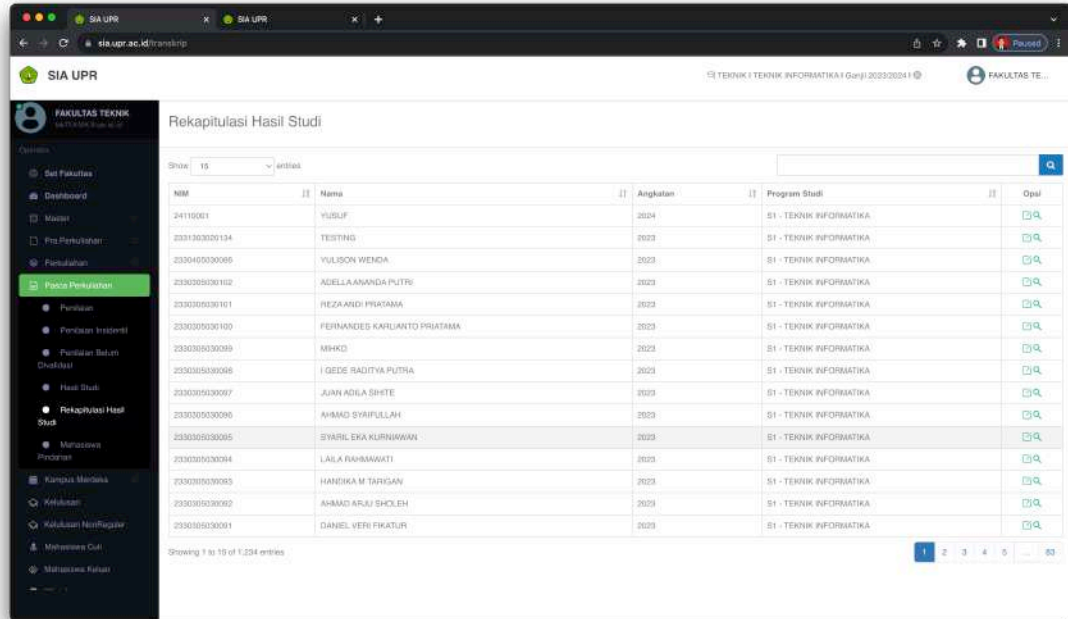 SIA UPR
SIA UPR
sia.upr.ac.id/transkrip
Paused
SIA UPR
TEKNIK I TEKNIK INFORMATIKA I Ganjil 2023/2024 I
FAKULTAS TE...
FAKULTAS TEKNIK
Operator
Set Fakultas
Dashboard
Master
Pra Perkuliahan
Perkuliahan
Pasca Perkuliahan
Penilaian
Penilaian Insidentil
Penilaian Belum
Divalidasi
Hasil Studi
Rekapitulasi Hasil
Studi
Mahasiswa
Pindahan
Kampus Merdeka
Kelulusan
Kelulusan NonReguler
Mahasiswa Cuti
Mahasiswa Keluar
Rekapitulasi Hasil Studi
Show 15 entries
NIM Nama Angkatan Program Studi Opsi
24110001 YUSUF 2024 S1 - TEKNIK INFORMATIKA
2331303020134 TESTING 2023 S1 - TEKNIK INFORMATIKA
YULISON WENDA 2023 S1 - TEKNIK INFORMATIKA
2330305030102 ADELLA ANANDA PUTRI 2023 S1 - TEKNIK INFORMATIKA
2330305030101 REZA ANDI PRATAMA 2023 S1 - TEKNIK INFORMATIKA
2330305030100 FERNANDES KARLIANTO PRIATAMA 2023 S1 - TEKNIK INFORMATIKA
2330305030099 MIHKO 2023 S1 - TEKNIK INFORMATIKA
2330305030098 I GEDE RADITYA PUTRA 2023 S1 - TEKNIK INFORMATIKA
2330305030097 JUAN ADILA SIHITE 2023 S1 - TEKNIK INFORMATIKA
2330305030096 AHMAD SYAIFULLAH 2023 S1 - TEKNIK INFORMATIKA
2330305030095 SYARIL EKA KURNIAWAN 2023 S1 - TEKNIK INFORMATIKA
2330305030094 LAILA RAHMAWATI 2023 S1 - TEKNIK INFORMATIKA
2330305030093 HANDIKA M TARIGAN 2023 S1 - TEKNIK INFORMATIKA
2330305030092 AHMAD ARJU SHOLEH 2023 S1 - TEKNIK INFORMATIKA
2330305030091 DANIEL VERI FIKATUR 2023 S1 - TEKNIK INFORMATIKA
Showing 1 to 15 of 1,234 entries
1 2 3 4 5 ... 83